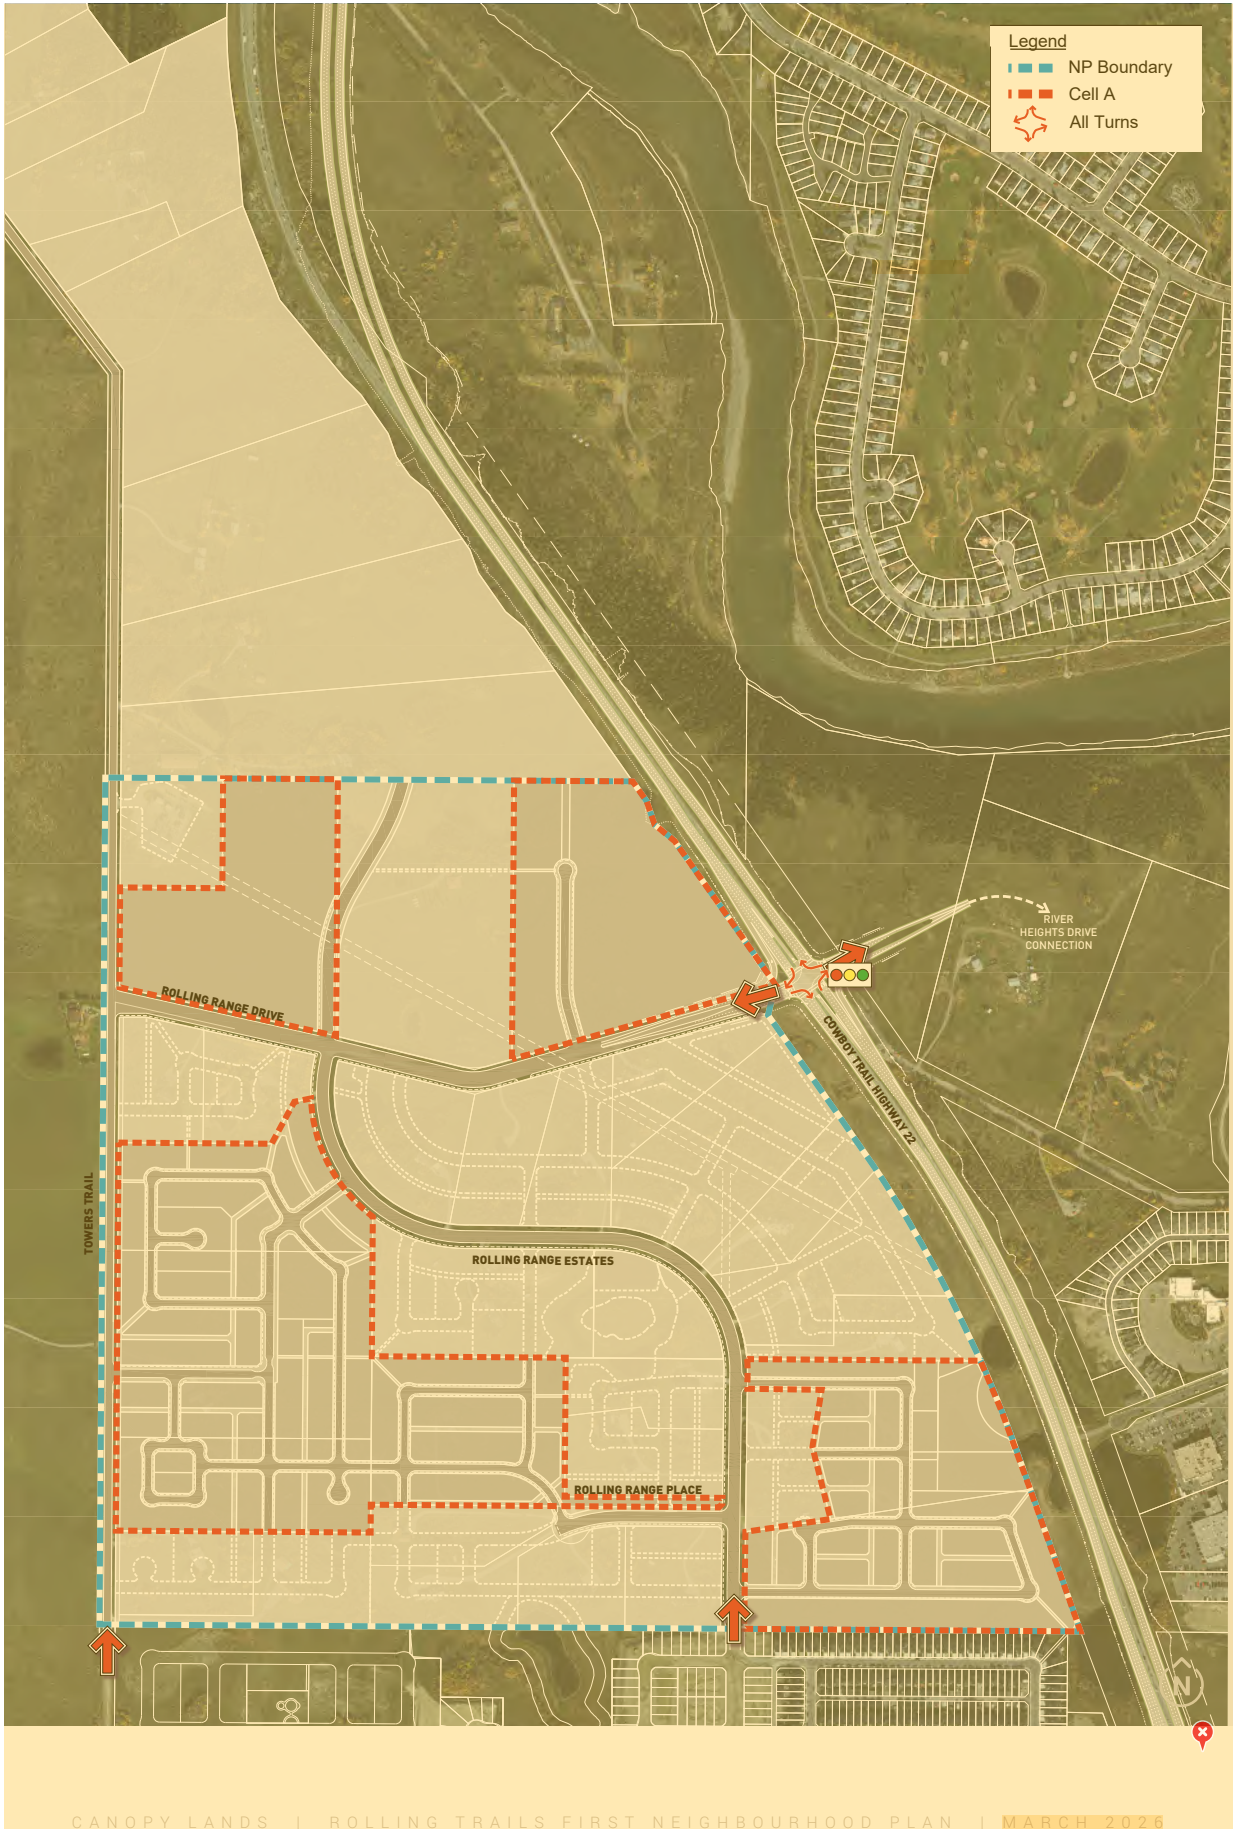 Legend
NP Boundary
Cell A
All Turns
RIVER
HEIGHTS DRIVE
CONNECTION
ROLLING RANGE DRIVE
COWBOY TRAIL HIGHWAY 22
TOWERS TRAIL
ROLLING RANGE ESTATES
ROLLING RANGE PLACE
N
CANOPY LANDS | ROLLING TRAILS FIRST NEIGHBOURHOOD PLAN | MARCH 2026